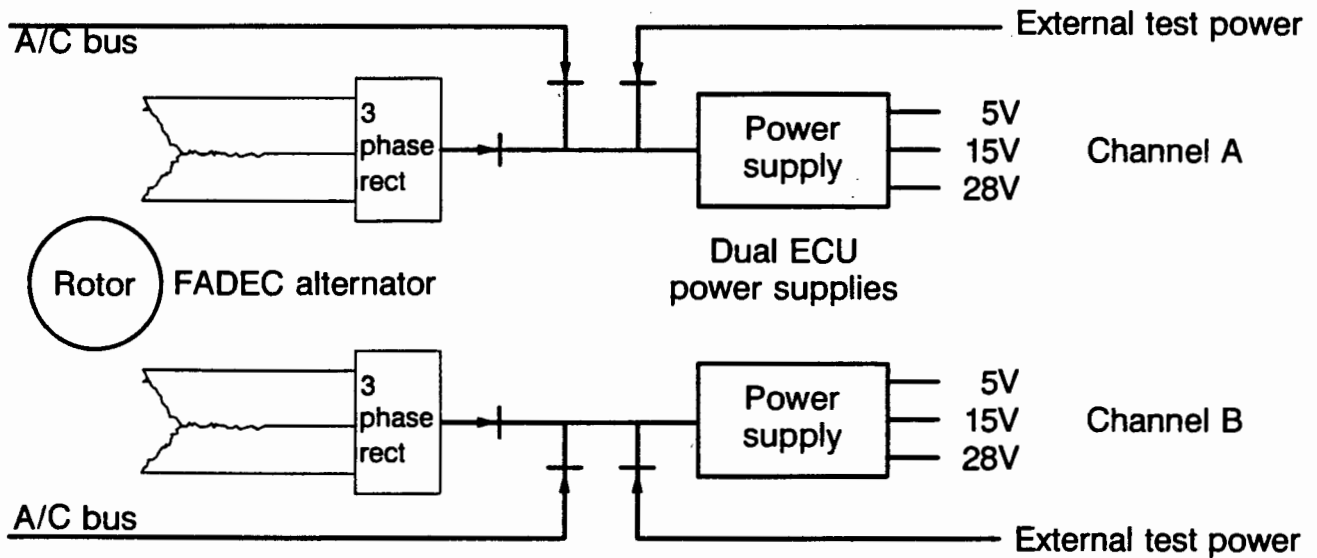 External test power
A/C bus
3
phase
rect
Power
supply
5V
15V
28V
Channel A
Rotor
FADEC alternator
Dual ECU
power supplies
3
phase
rect
Power
supply
5V
15V
28V
Channel B
A/C bus
External test power